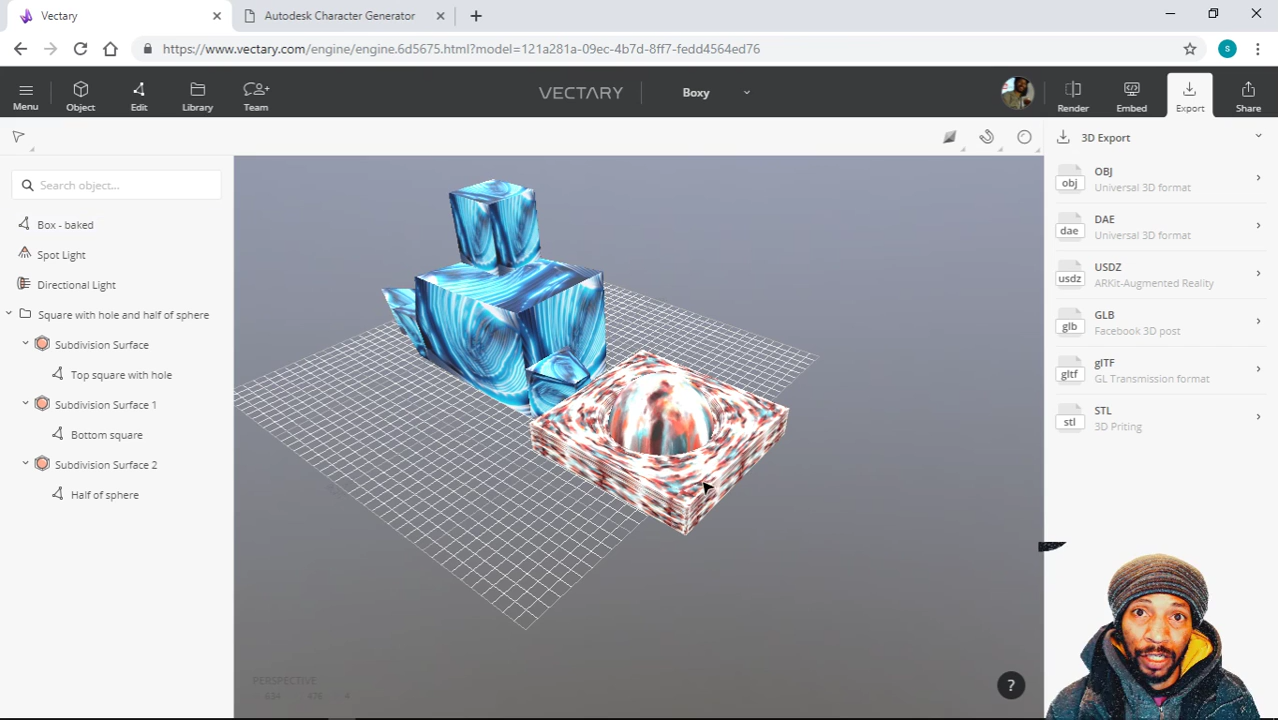 Vectary
Autodesk Character Generator
https://www.vectary.com/engine/engine.6d5675.html?model=121a281a-09ec-4b7d-8ff7-fedd4564ed76
S
Menu
Object
Edit
Library
Team
VECTARY
Boxy
Render
Embed
Export
Share
3D Export
Search object...
Box - baked
Spot Light
Directional Light
Square with hole and half of sphere
Subdivision Surface
Top square with hole
Subdivision Surface 1
Bottom square
Subdivision Surface 2
Half of sphere
obj
OBJ
Universal 3D format
dae
DAE
Universal 3D format
usdz
USDZ
ARKit-Augmented Reality
glb
GLB
Facebook 3D post
gltf
glTF
GL Transmission format
stl
STL
3D Priting
PERSPECTIVE
634 476 4
?